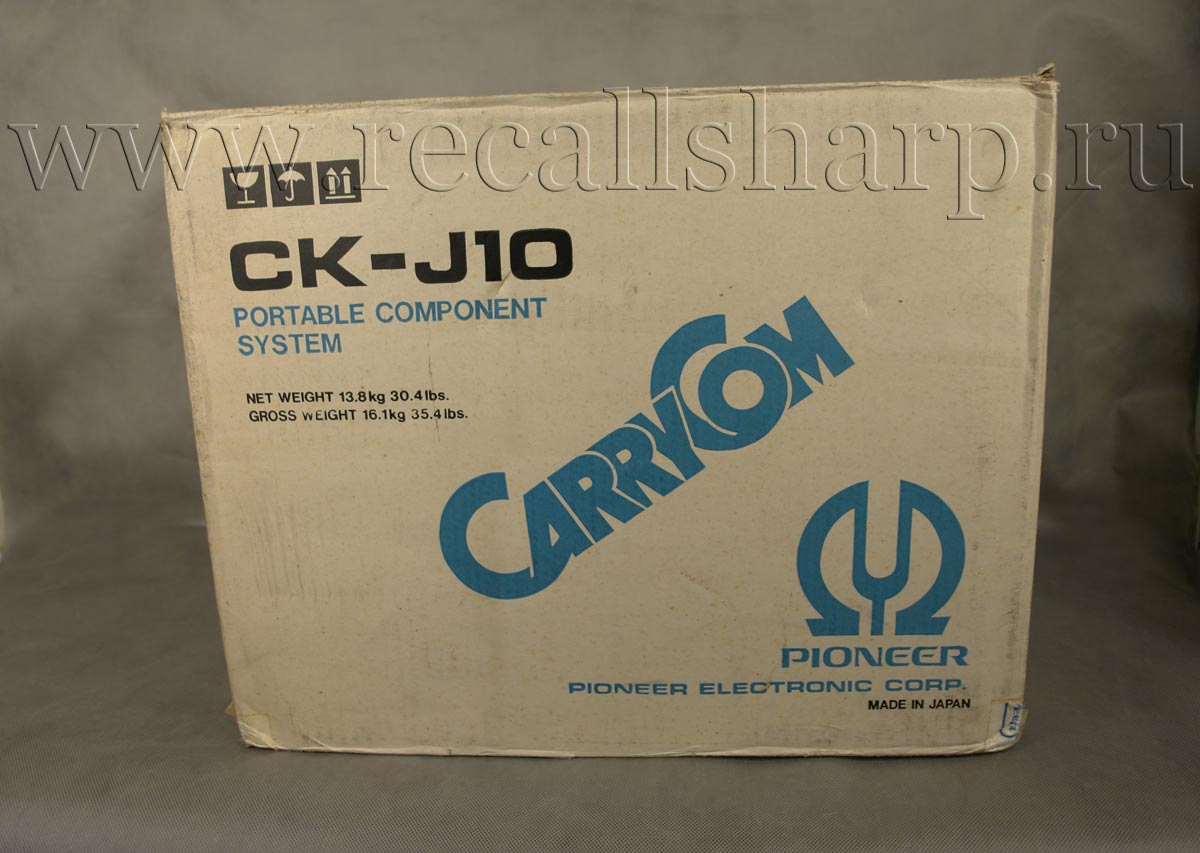 www.recallsharp.ru
CK-J10
PORTABLE COMPONENT
SYSTEM
NET WEIGHT 13.8kg 30.4lbs.
GROSS WEIGHT 16.1kg 35.4lbs.
CARRYCOM
PIONEER
PIONEER ELECTRONIC CORP.
MADE IN JAPAN